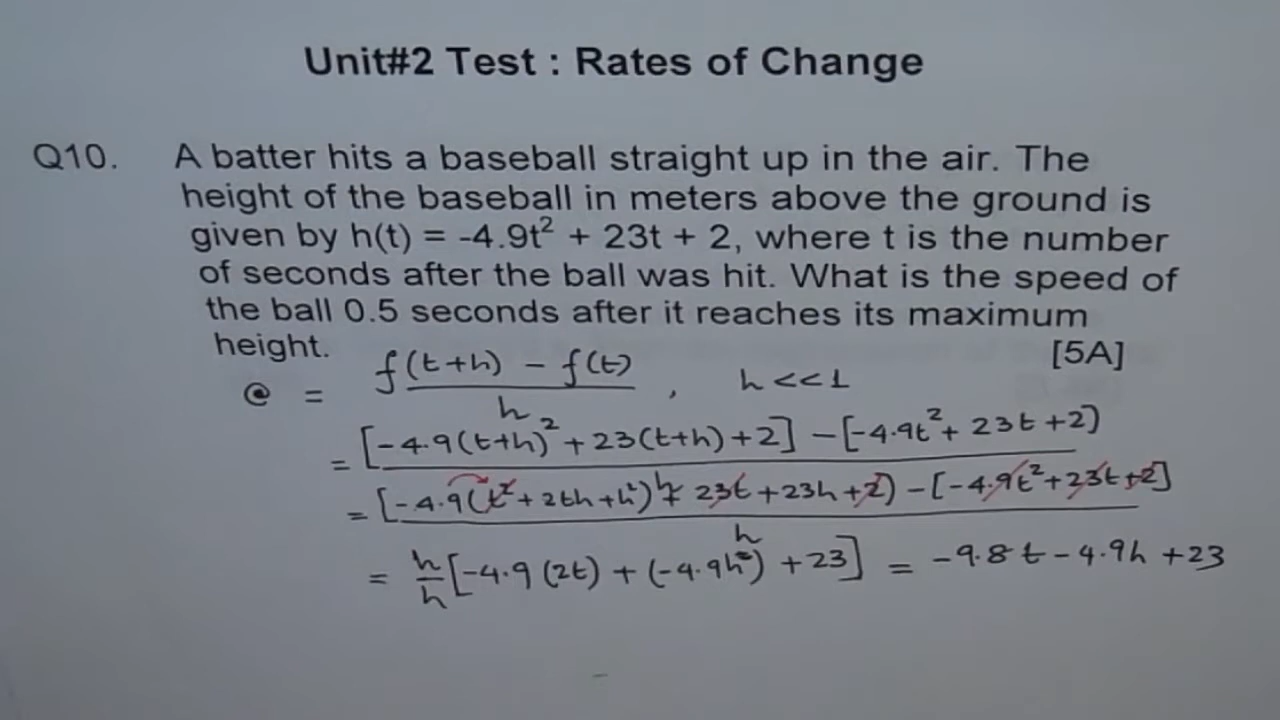 Unit#2 Test : Rates of Change
Q10. A batter hits a baseball straight up in the air. The
height of the baseball in meters above the ground is
given by h(t) = -4.9t² + 23t + 2, where t is the number
of seconds after the ball was hit. What is the speed of
the ball 0.5 seconds after it reaches its maximum
height. [5A]
@ = f(t+h) - f(t) / h , h <<1
= [-4.9(t+h)² + 23(t+h) + 2] - [-4.9t² + 23t + 2] / h
= [-4.9(t² + 2th + h²) + 23t + 23h + 2) - [-4.9t² + 23t + 2] / h
= h/h [-4.9 (2t) + (-4.9h) + 23] = -9.8t - 4.9h + 23